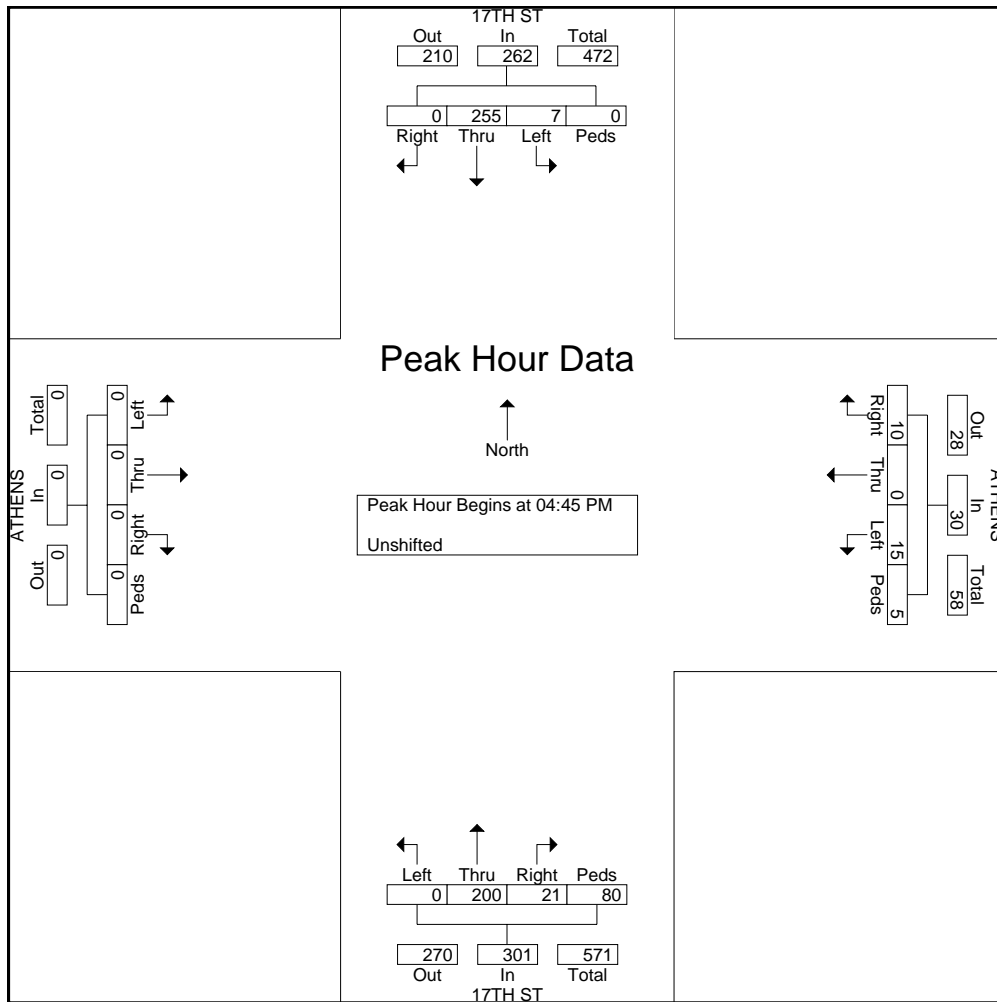 17TH ST
Out In Total
210 262 472
0 255 7 0
Right Thru Left Peds
Peak Hour Data
North
Peak Hour Begins at 04:45 PM
Unshifted
ATHENS
Total In Out
0 0 0
0 0 0 0
Left Thru Right Peds
Right Thru Left Peds
10 0 15 5
Out In Total
28 30 58
ATHENS
Left Thru Right Peds
0 200 21 80
270 301 571
Out In Total
17TH ST